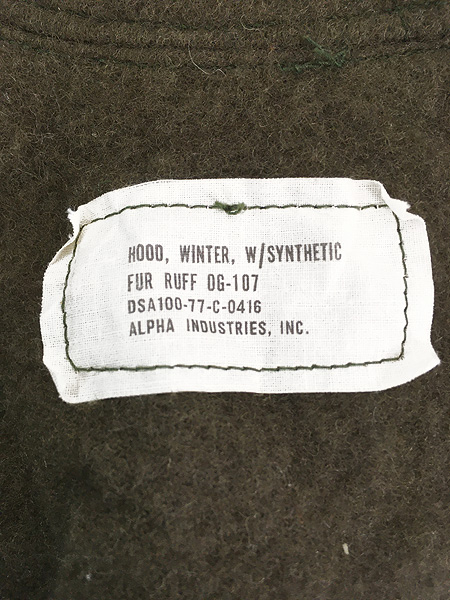 HOOD, WINTER, W/SYNTHETIC
FUR RUFF OG-107
DSA100-77-C-0416
ALPHA INDUSTRIES, INC.